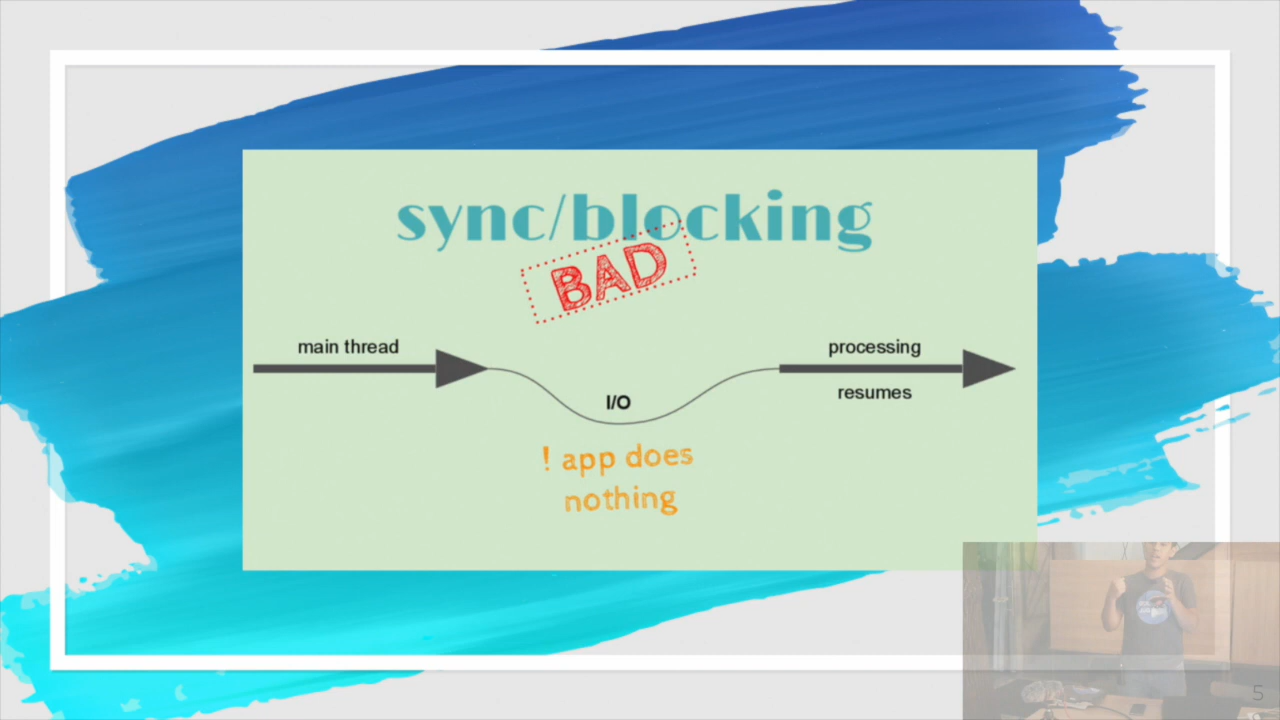 sync/blocking
BAD
main thread
processing
I/O
resumes
! app does
nothing
5